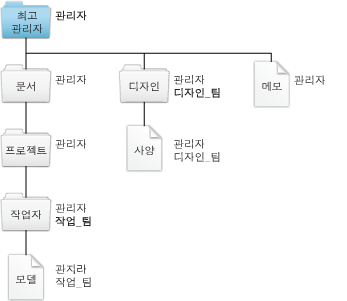 최고
관리자
관리자
문서
관리자
디자인
관리자
디자인_팀
메모
관리자
프로젝트
관리자
사양
관리자
디자인_팀
작업자
관리자
작업_팀
모델
관지라
작업_팀